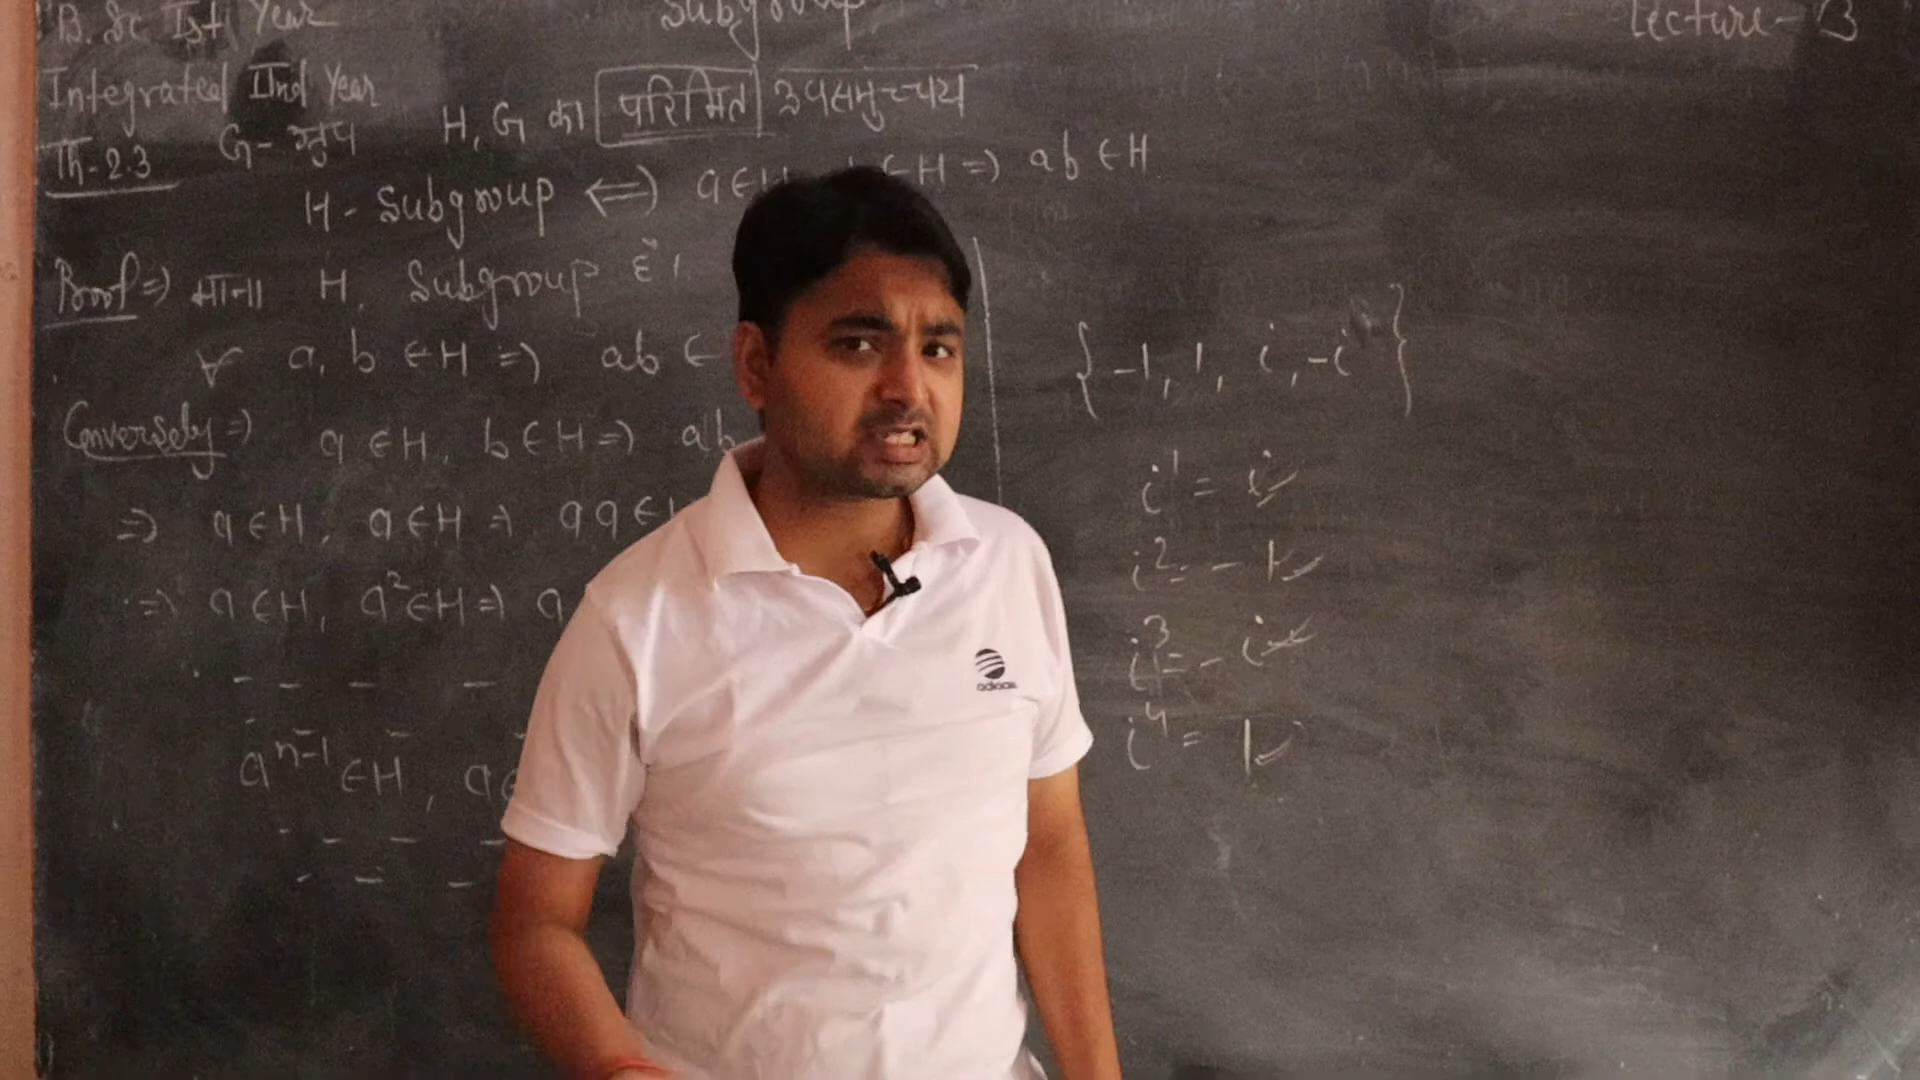 B. Sc Ist Year
Subgroup
Lecture - 3
Integrated IInd Year
Th-2.3 G - ग्रुप H, G का परिमित उपसमुच्चय
H - Subgroup ⇔ a ∈ H ∈ H ⇒ ab ∈ H
Proof ⇒ माना H, Subgroup है।
∀ a, b ∈ H ⇒ ab ∈
{ -1, 1, i, -i }
Conversely ⇒ a ∈ H, b ∈ H ⇒ ab
i¹ = i
⇒ a ∈ H, a ∈ H ⇒ a a ∈
i² = - 1
⇒ a ∈ H, a² ∈ H ⇒ a
i³ = - i
adidas
i⁴ = 1
aⁿ⁻¹ ∈ H, a ∈